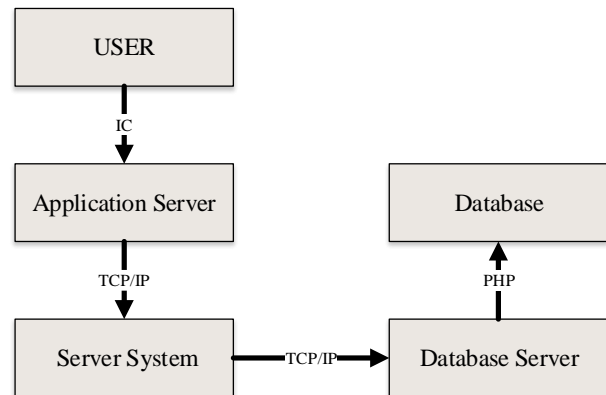 USER
IC
Application Server
Database
TCP/IP
PHP
Server System
TCP/IP
Database Server